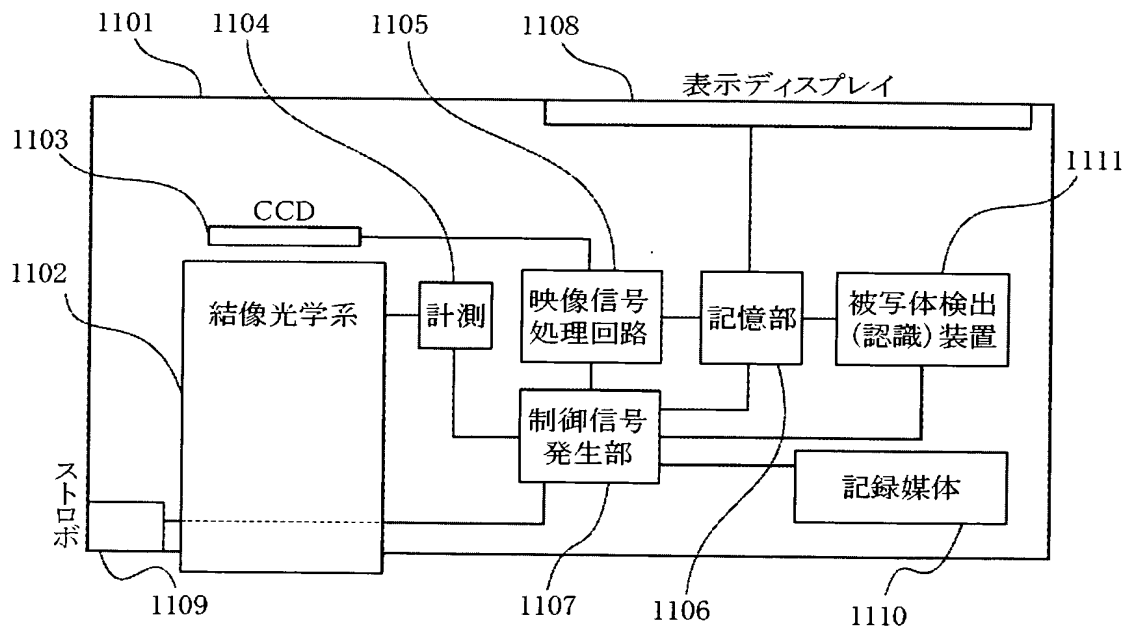 1101
1104
1105
1108
表示ディスプレイ
1103
1111
CCD
1102
結像光学系
計測
映像信号
処理回路
記憶部
被写体検出
(認識)装置
制御信号
発生部
ストロボ
記録媒体
1109
1107
1106
1110